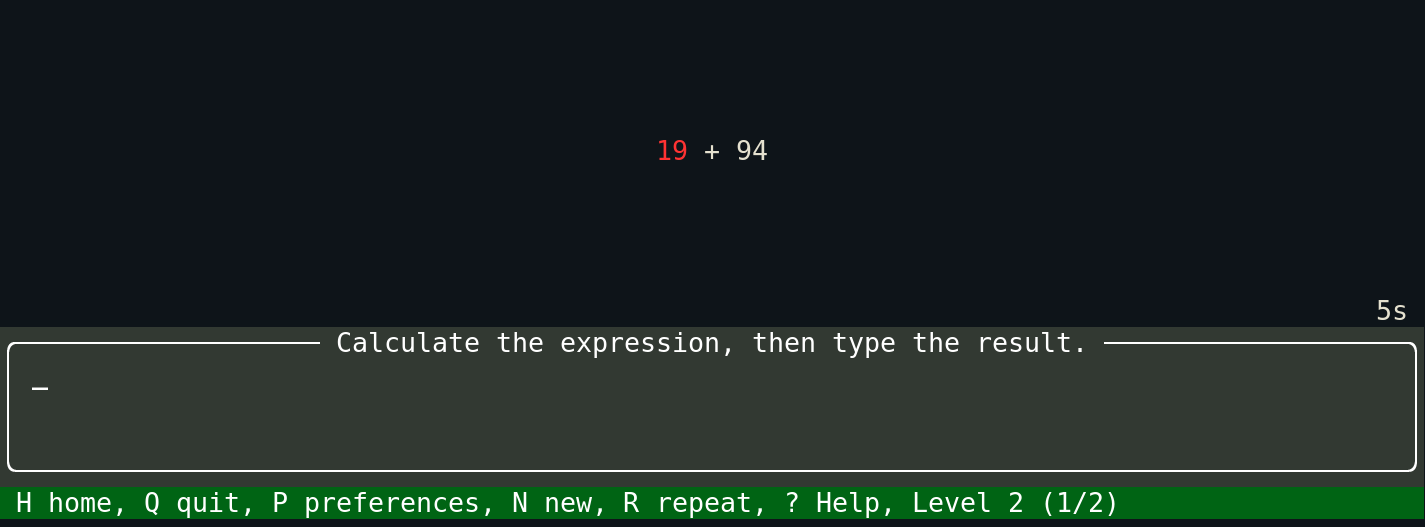 19 + 94
5s
Calculate the expression, then type the result.
_
H home, Q quit, P preferences, N new, R repeat, ? Help, Level 2 (1/2)